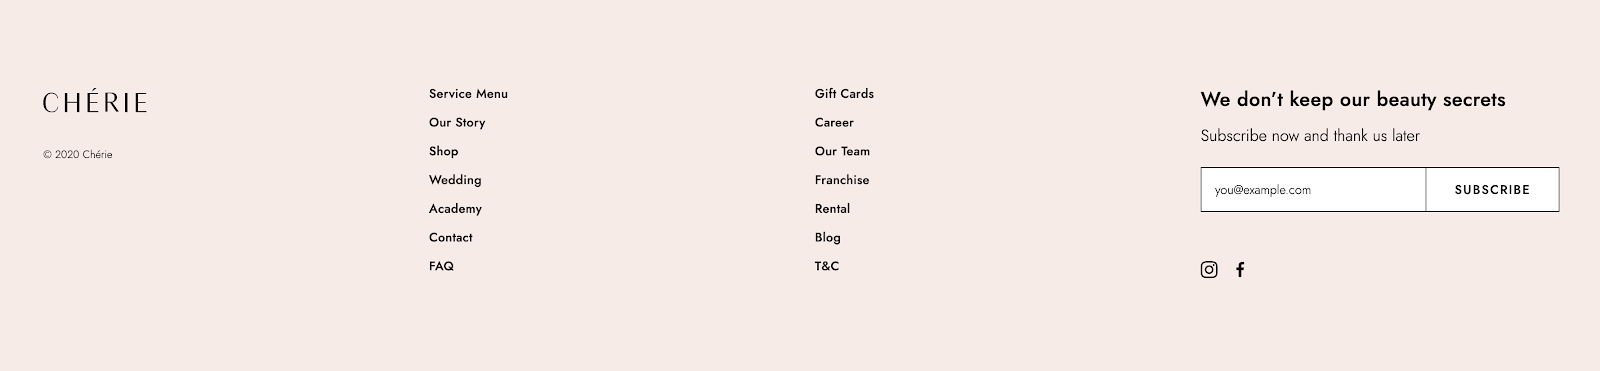 CHÉRIE
© 2020 Chérie
Service Menu
Our Story
Shop
Wedding
Academy
Contact
FAQ
Gift Cards
Career
Our Team
Franchise
Rental
Blog
T&C
We don’t keep our beauty secrets
Subscribe now and thank us later
you@example.com
SUBSCRIBE